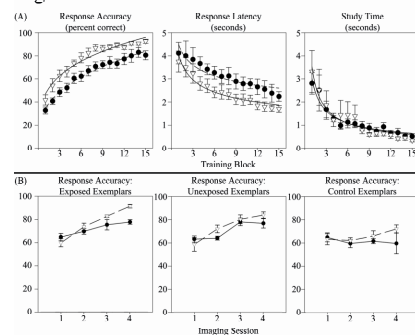 (A) Response Accuracy Response Latency Study Time
(percent correct) (seconds) (seconds)
100 5 5
80 4 4
60 3 3
40 2 2
20 1 1
0 0 0
3 6 9 12 15 3 6 9 12 15 3 6 9 12 15
Training Block
(B) Response Accuracy: Response Accuracy: Response Accuracy:
Exposed Exemplars Unexposed Exemplars Control Exemplars
100 100 100
80 80 80
60 60 60
40 40 40
20 20 20
0 0 0
1 2 3 4 1 2 3 4 1 2 3 4
Imaging Session